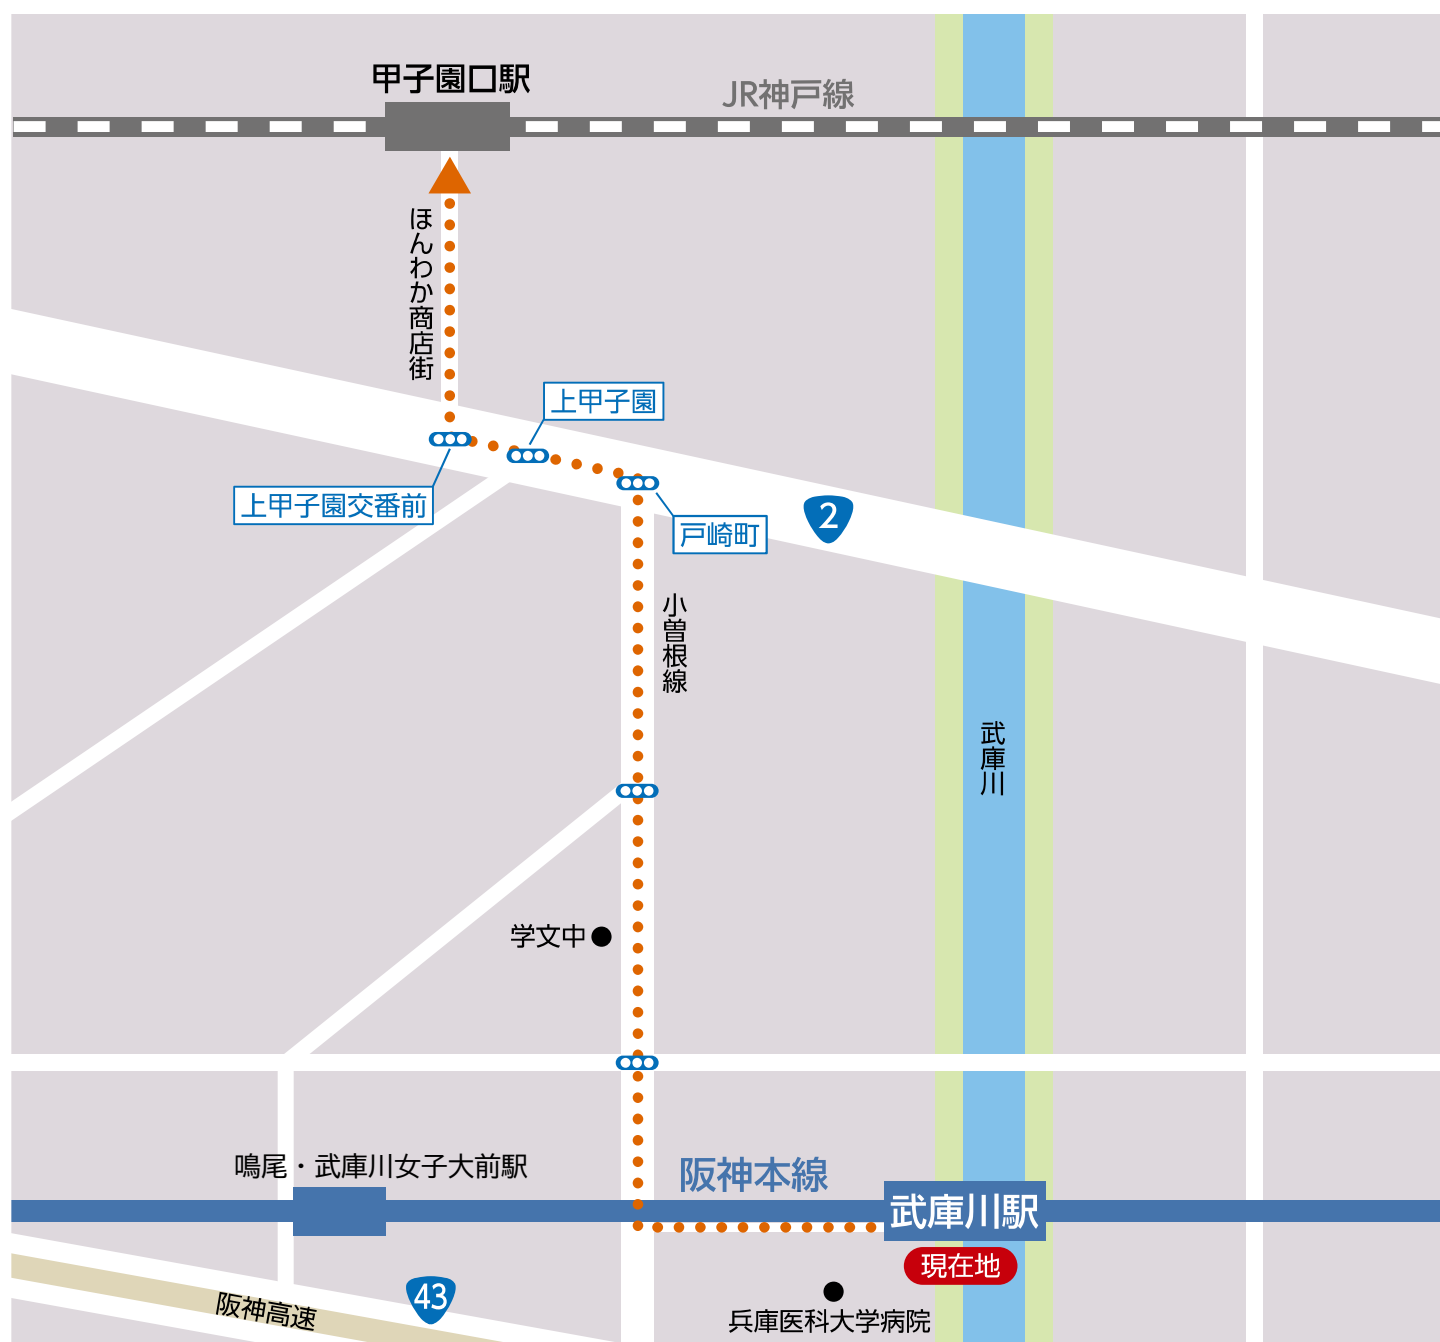 甲子園口駅
JR神戸線
ほんわか商店街
上甲子園
上甲子園交番前
戸崎町
2
小曽根線
武庫川
学文中
鳴尾・武庫川女子大前駅
阪神本線
武庫川駅
現在地
43
阪神高速
兵庫医科大学病院